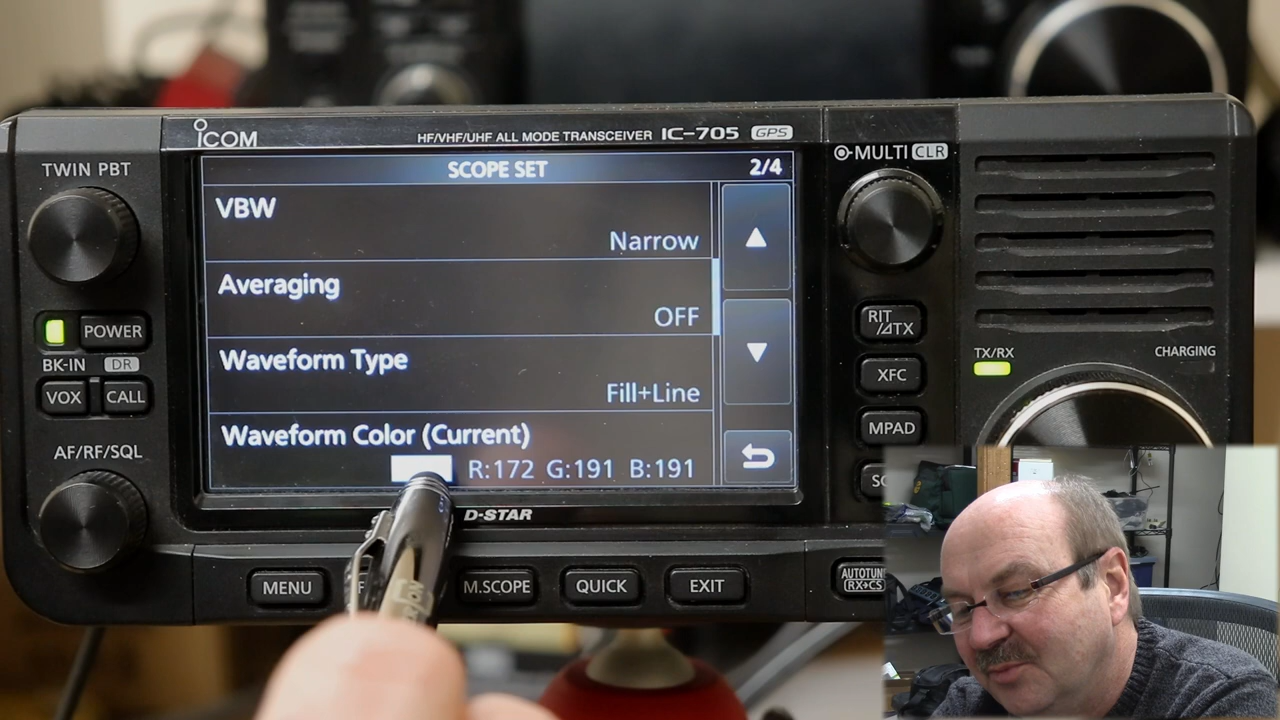 ICOM
HF/VHF/UHF ALL MODE TRANSCEIVER IC-705 GPS
TWIN PBT
MULTI CLR
SCOPE SET 2/4
VBW
Narrow
Averaging
OFF
Waveform Type
Fill+Line
Waveform Color (Current)
R:172 G:191 B:191
POWER
BK-IN DR
VOX CALL
AF/RF/SQL
RIT
/⊿TX
XFC
MPAD
TX/RX
CHARGING
D-STAR
MENU
M.SCOPE
QUICK
EXIT
AUTOTUN
RX→CS